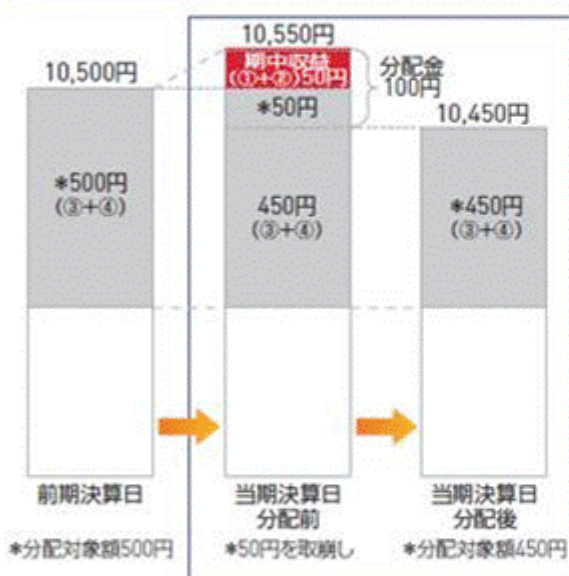 10,500円
*500円
(③+④)
前期決算日
*分配対象額500円
10,550円
期中収益
(①+②)50円
*50円
分配金
100円
450円
(③+④)
当期決算日
分配前
*50円を取崩し
10,450円
*450円
(③+④)
当期決算日
分配後
*分配対象額450円